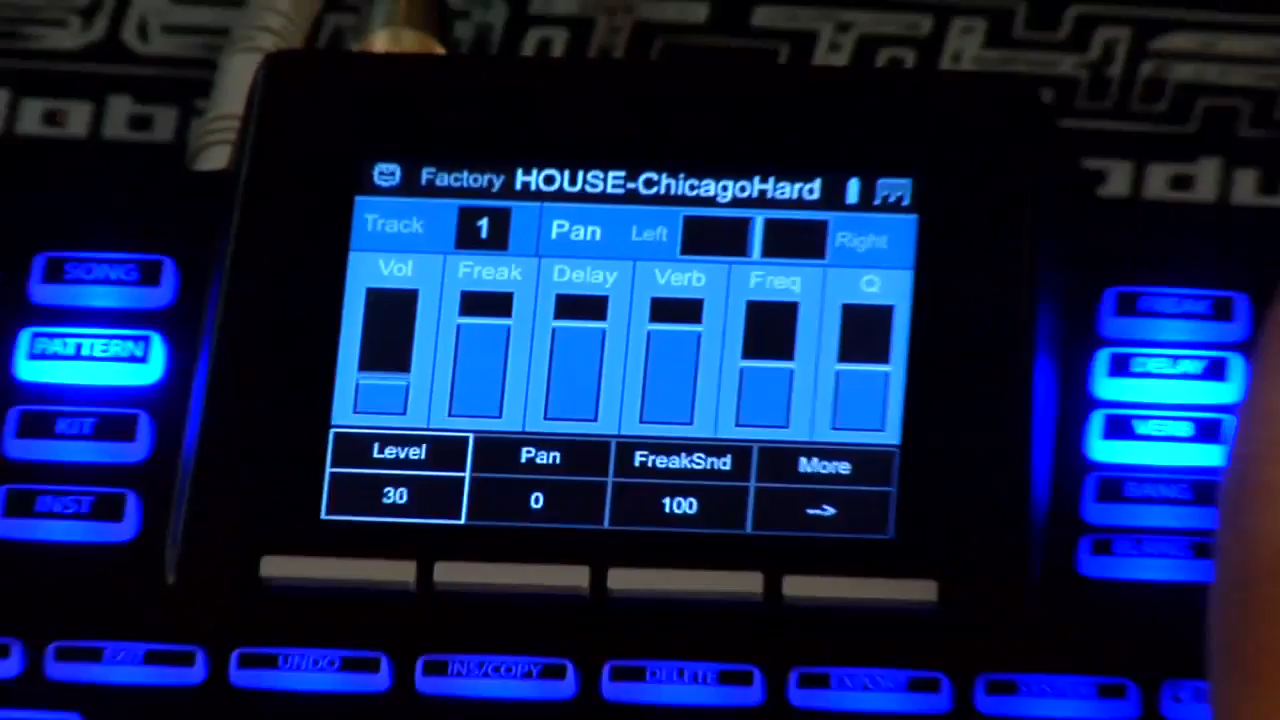 Factory HOUSE-ChicagoHard
Track 1 Pan Left Right
Vol Freak Delay Verb Freq Q
Level Pan FreakSnd More
30 0 100 -->
SONG
PATTERN
KIT
INST
FREAK
DELAY
VERB
UNDO INS/COPY DELETE